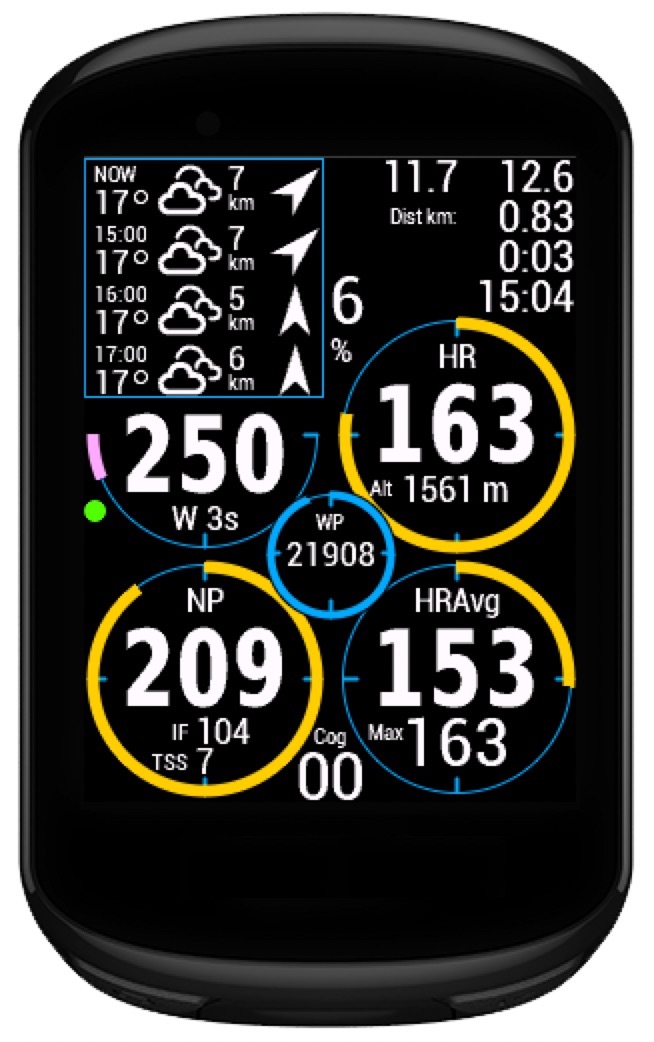 NOW 7
17° km
15:00 7
17° km
16:00 5
17° km
17:00 6
17° km
11.7 12.6
Dist km: 0.83
0:03
15:04
6
%
HR
163
Alt 1561 m
250
W 3s
WP
21908
NP
209
IF 104
TSS 7
HRAvg
153
Max 163
Cog
00